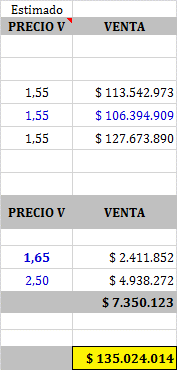 Estimado
PRECIO V VENTA
1,55 $ 113.542.973
1,55 $ 106.394.909
1,55 $ 127.673.890
PRECIO V VENTA
1,65 $ 2.411.852
2,50 $ 4.938.272
$ 7.350.123
$ 135.024.014